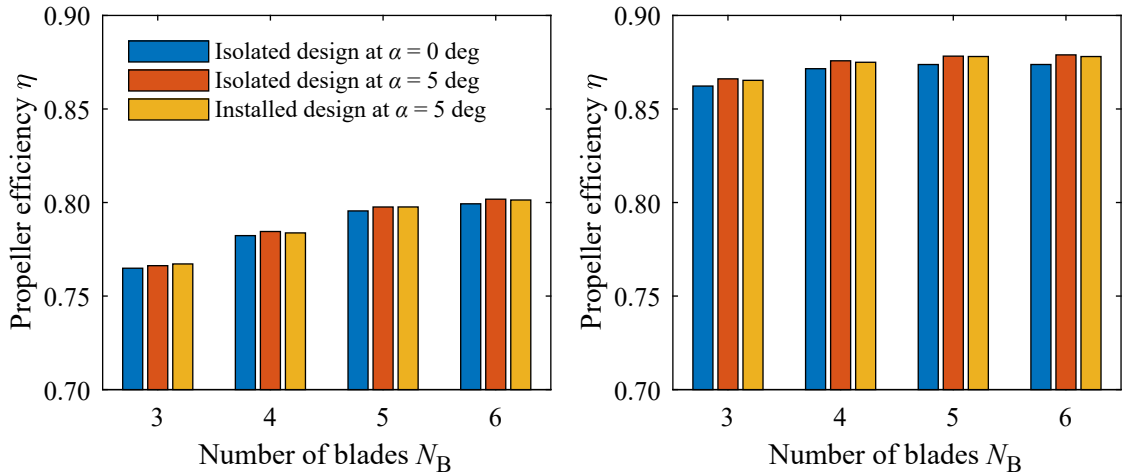 Propeller efficiency η
0.90
0.85
0.80
0.75
0.70
Isolated design at α = 0 deg
Isolated design at α = 5 deg
Installed design at α = 5 deg
3 4 5 6
Number of blades N_B
Propeller efficiency η
0.90
0.85
0.80
0.75
0.70
3 4 5 6
Number of blades N_B